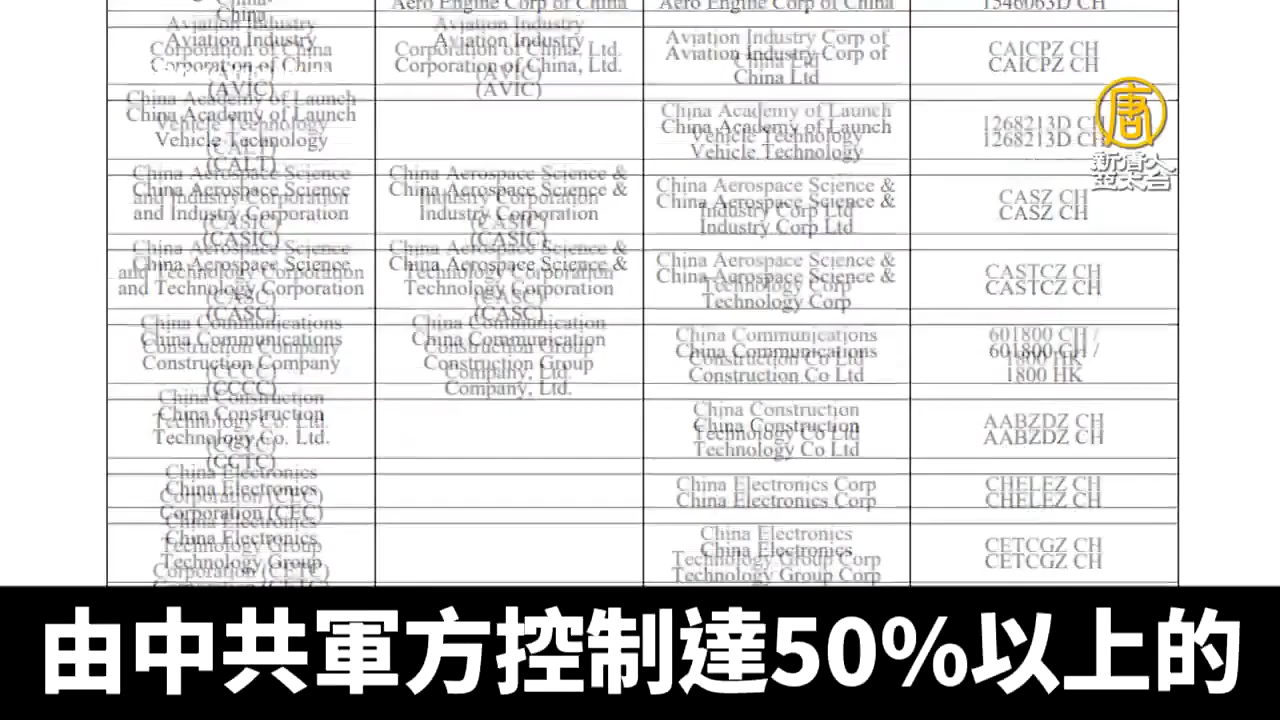 China-
China
Aero Engine Corp of China
Aero Engine Corp of China
1546063D CH
Aviation Industry
Corporation of China
(AVIC)
Aviation Industry
Corporation of China, Ltd.
(AVIC)
Aviation Industry Corp of
China Ltd
CAICPZ CH
China Academy of Launch
Vehicle Technology
(CALT)
China Academy of Launch
Vehicle Technology
1268213D CH
China Aerospace Science
and Industry Corporation
(CASIC)
China Aerospace Science &
Industry Corporation
(CASIC)
China Aerospace Science &
Industry Corp Ltd
CASZ CH
China Aerospace Science
and Technology Corporation
(CASC)
China Aerospace Science &
Technology Corporation
(CASC)
China Aerospace Science &
Technology Corp
CASTCZ CH
China Communications
Construction Company
(CCCC)
China Communication
Construction Group
Company, Ltd.
China Communications
Construction Co Ltd
601800 CH /
1800 HK
China Construction
Technology Co. Ltd.
(CCTC)
China Construction
Technology Co Ltd
AABZDZ CH
China Electronics
Corporation (CEC)
China Electronics Corp
CHELEZ CH
China Electronics
Technology Group
Corporation (CETC)
China Electronics
Technology Group Corp
CETCGZ CH
唐
新唐人
亞太台
由中共軍方控制達50%以上的